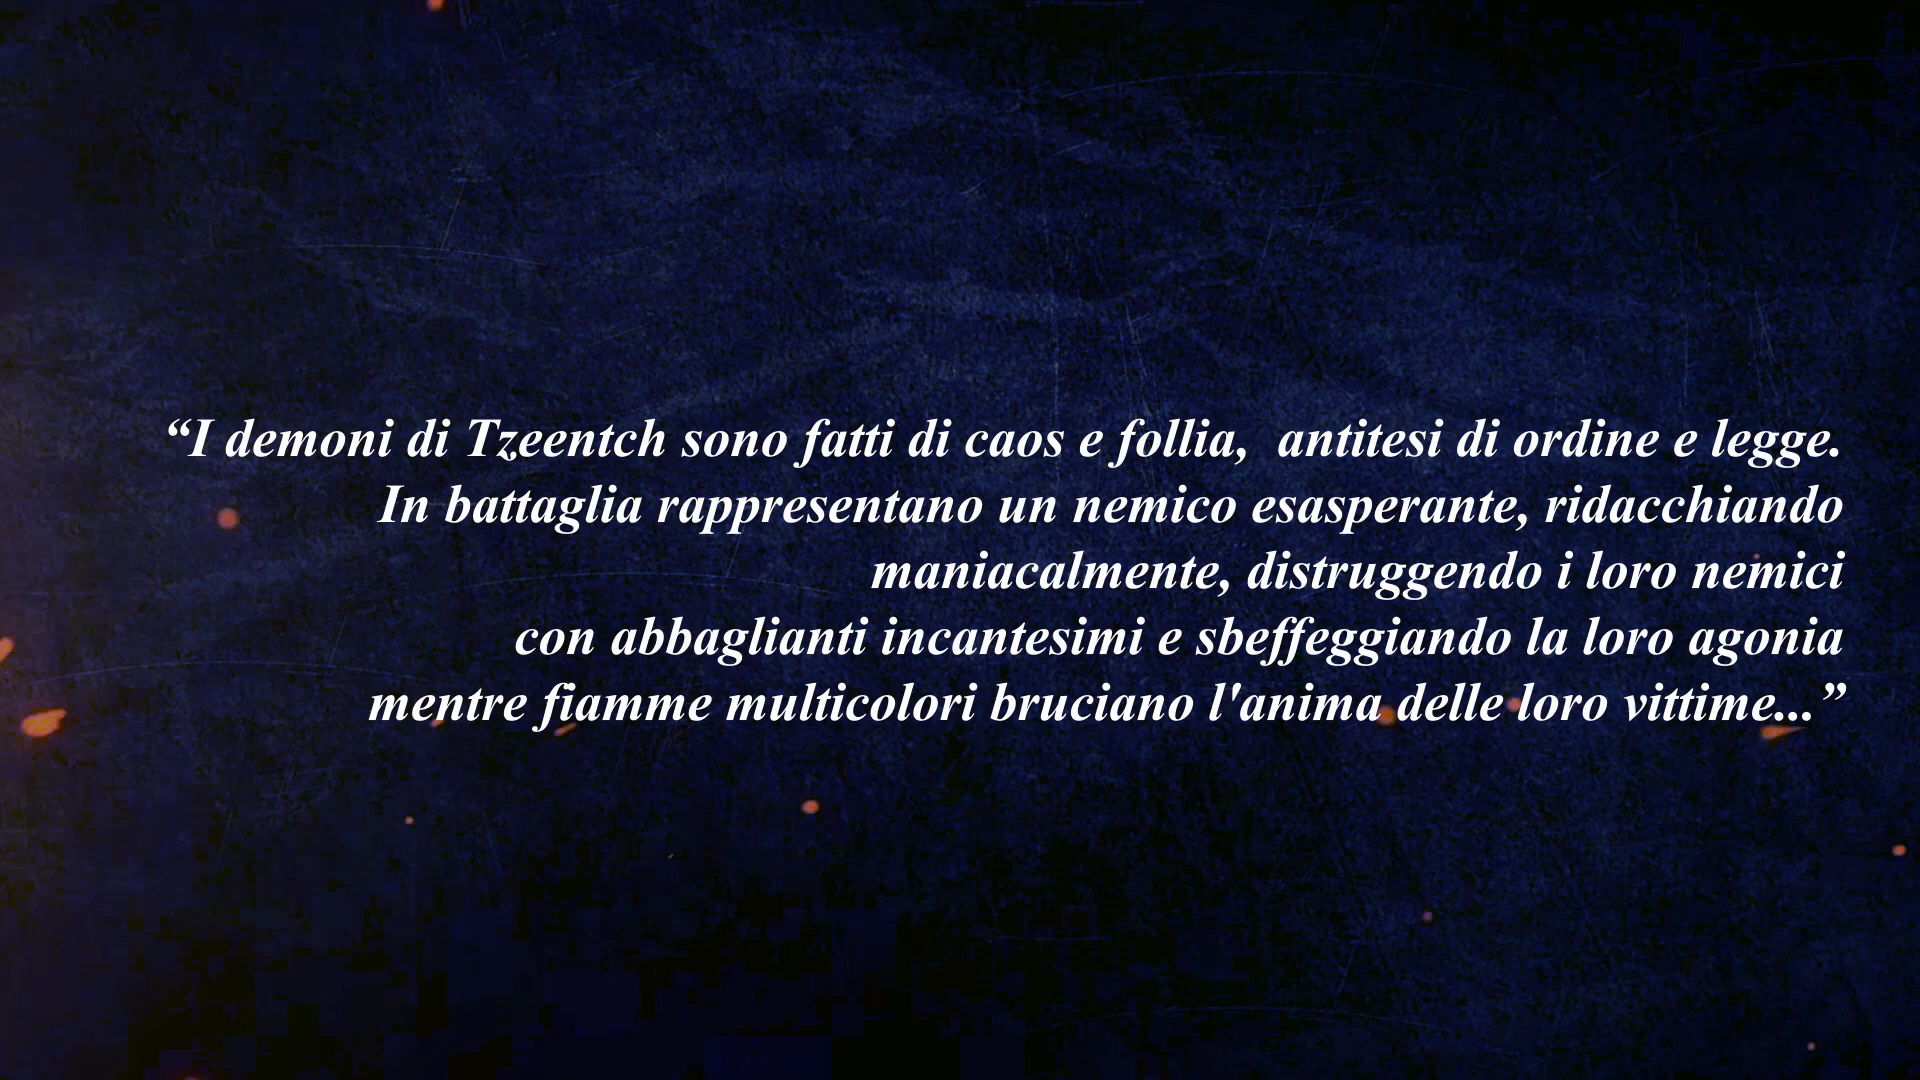 “I demoni di Tzeentch sono fatti di caos e follia,  antitesi di ordine e legge.
In battaglia rappresentano un nemico esasperante, ridacchiando
maniacalmente, distruggendo i loro nemici
con abbaglianti incantesimi e sbeffeggiando la loro agonia
mentre fiamme multicolori bruciano l'anima delle loro vittime...”